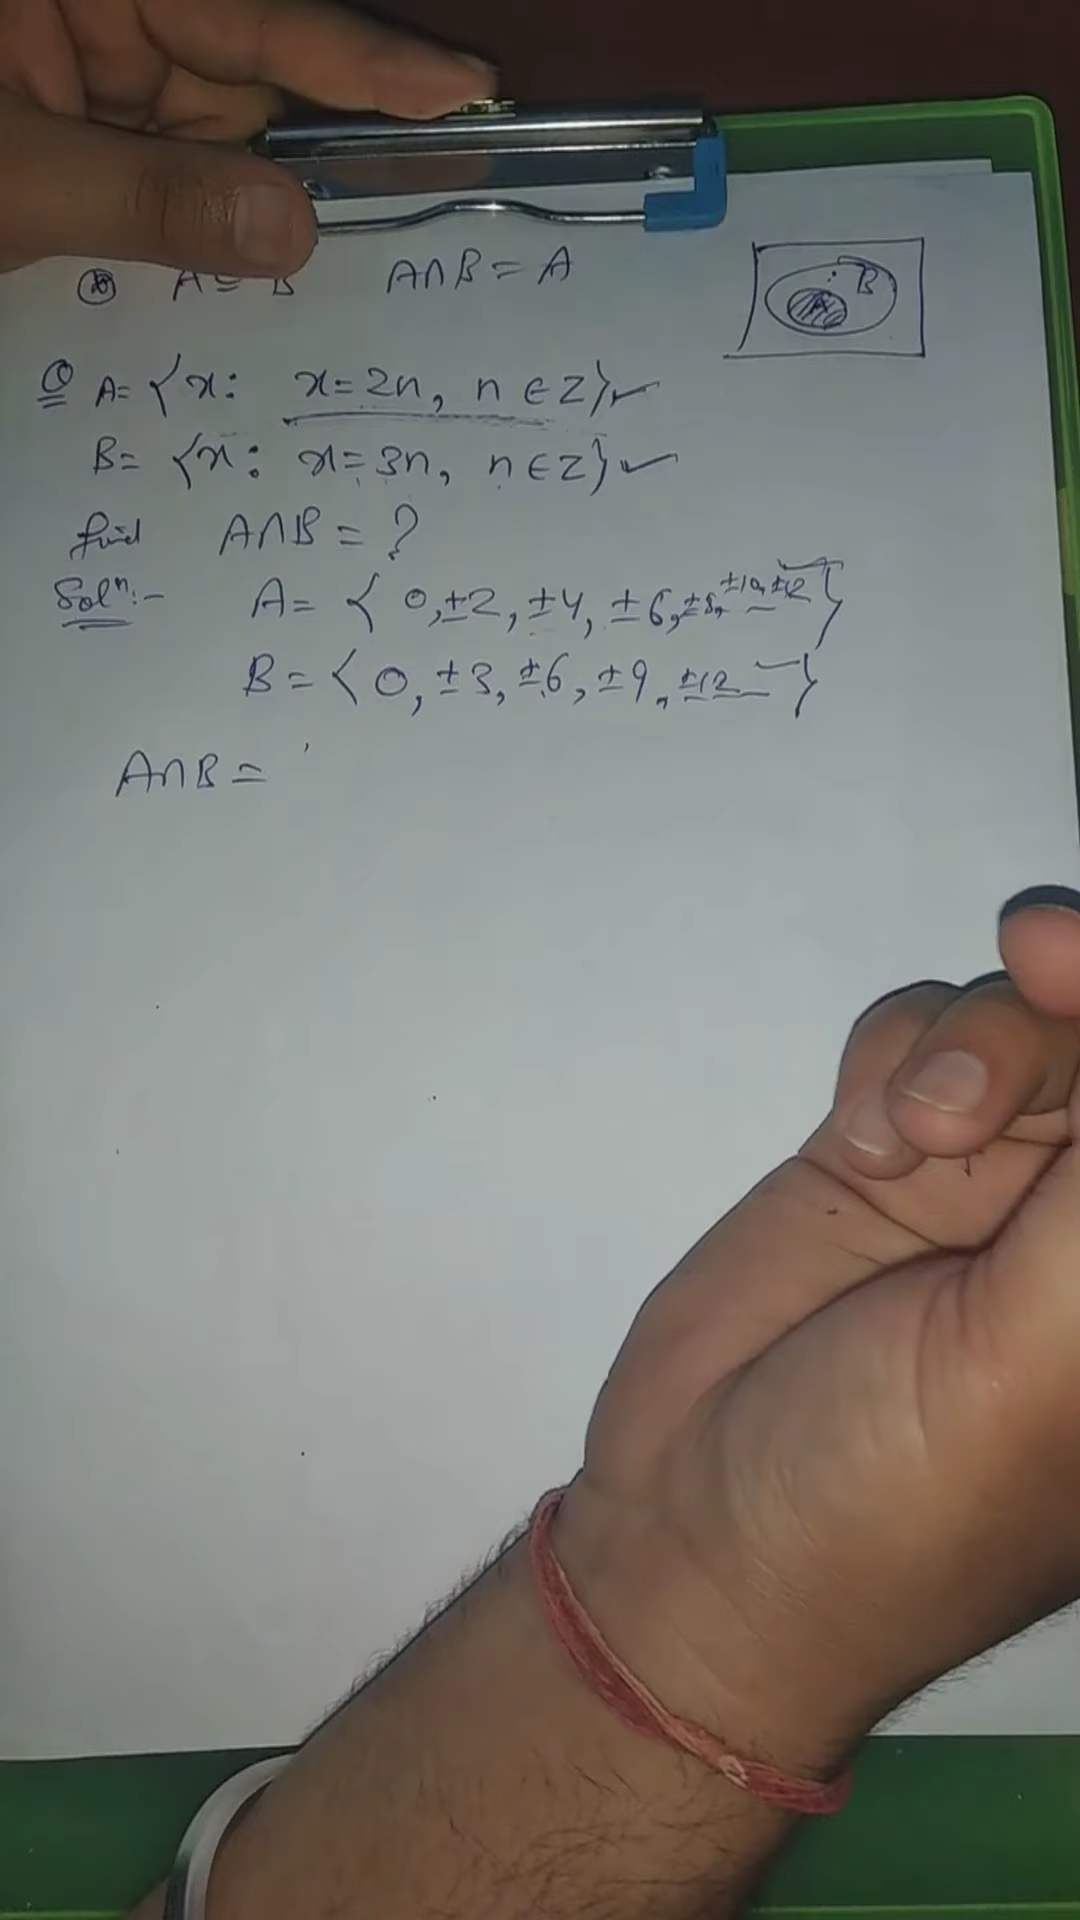 A ⊆ B A∩B = A
A B
Q A = {x: x = 2n, n ∈ Z}
B = {x: x = 3n, n ∈ Z}
find A∩B = ?
Solⁿ:- A = { 0, ±2, ±4, ±6, ±8, ±10, ±12 }
B = { 0, ±3, ±6, ±9, ±12 }
A∩B =